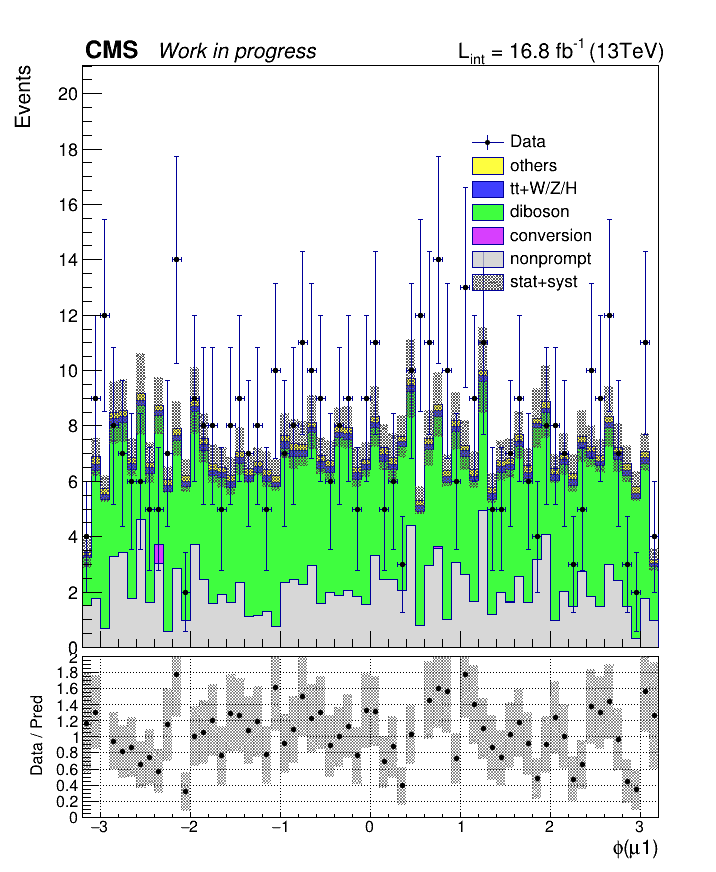 CMS Work in progress L_int = 16.8 fb^-1 (13TeV)
Events
20
18
16
14
12
10
8
6
4
2
0
Data
others
tt+W/Z/H
diboson
conversion
nonprompt
stat+syst
Data / Pred
2
1.8
1.6
1.4
1.2
1
0.8
0.6
0.4
0.2
0
−3 −2 −1 0 1 2 3
ϕ(μ1)